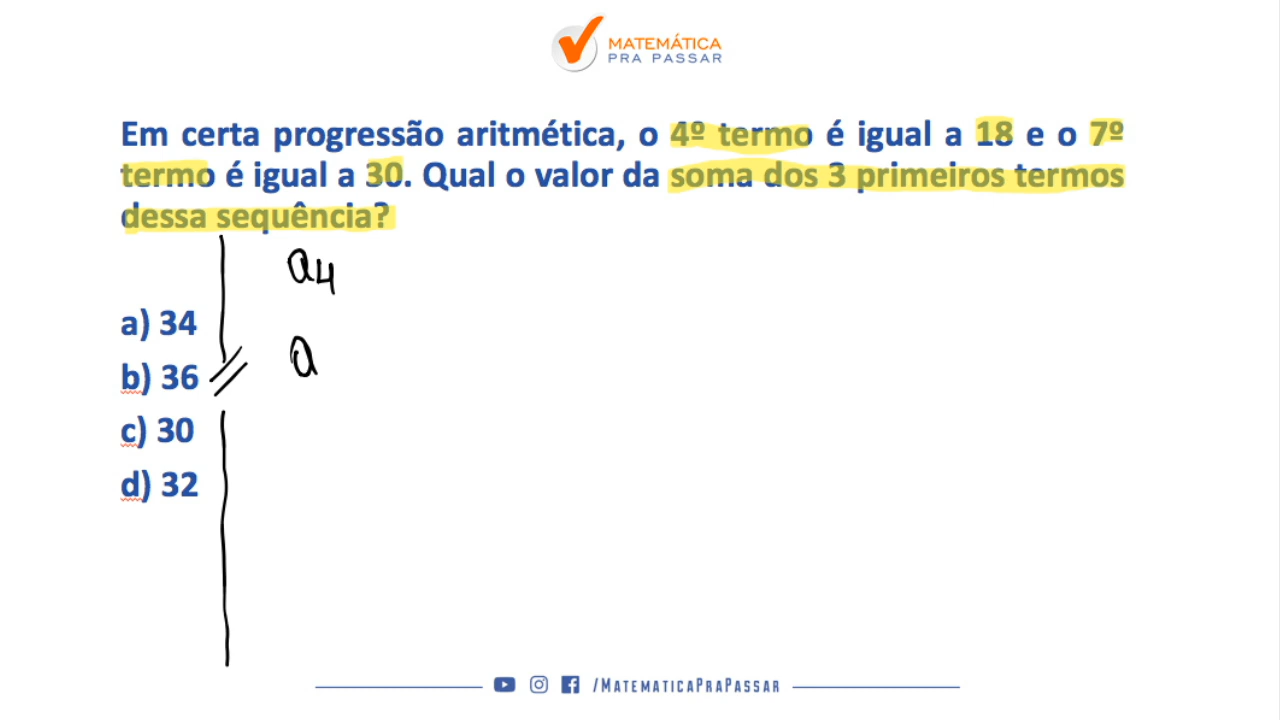 MATEMÁTICA
PRA PASSAR
Em certa progressão aritmética, o 4º termo é igual a 18 e o 7º
termo é igual a 30. Qual o valor da soma dos 3 primeiros termos
dessa sequência?
a4
a) 34
a
b) 36
c) 30
d) 32
/MATEMATICAPRAPASSAR